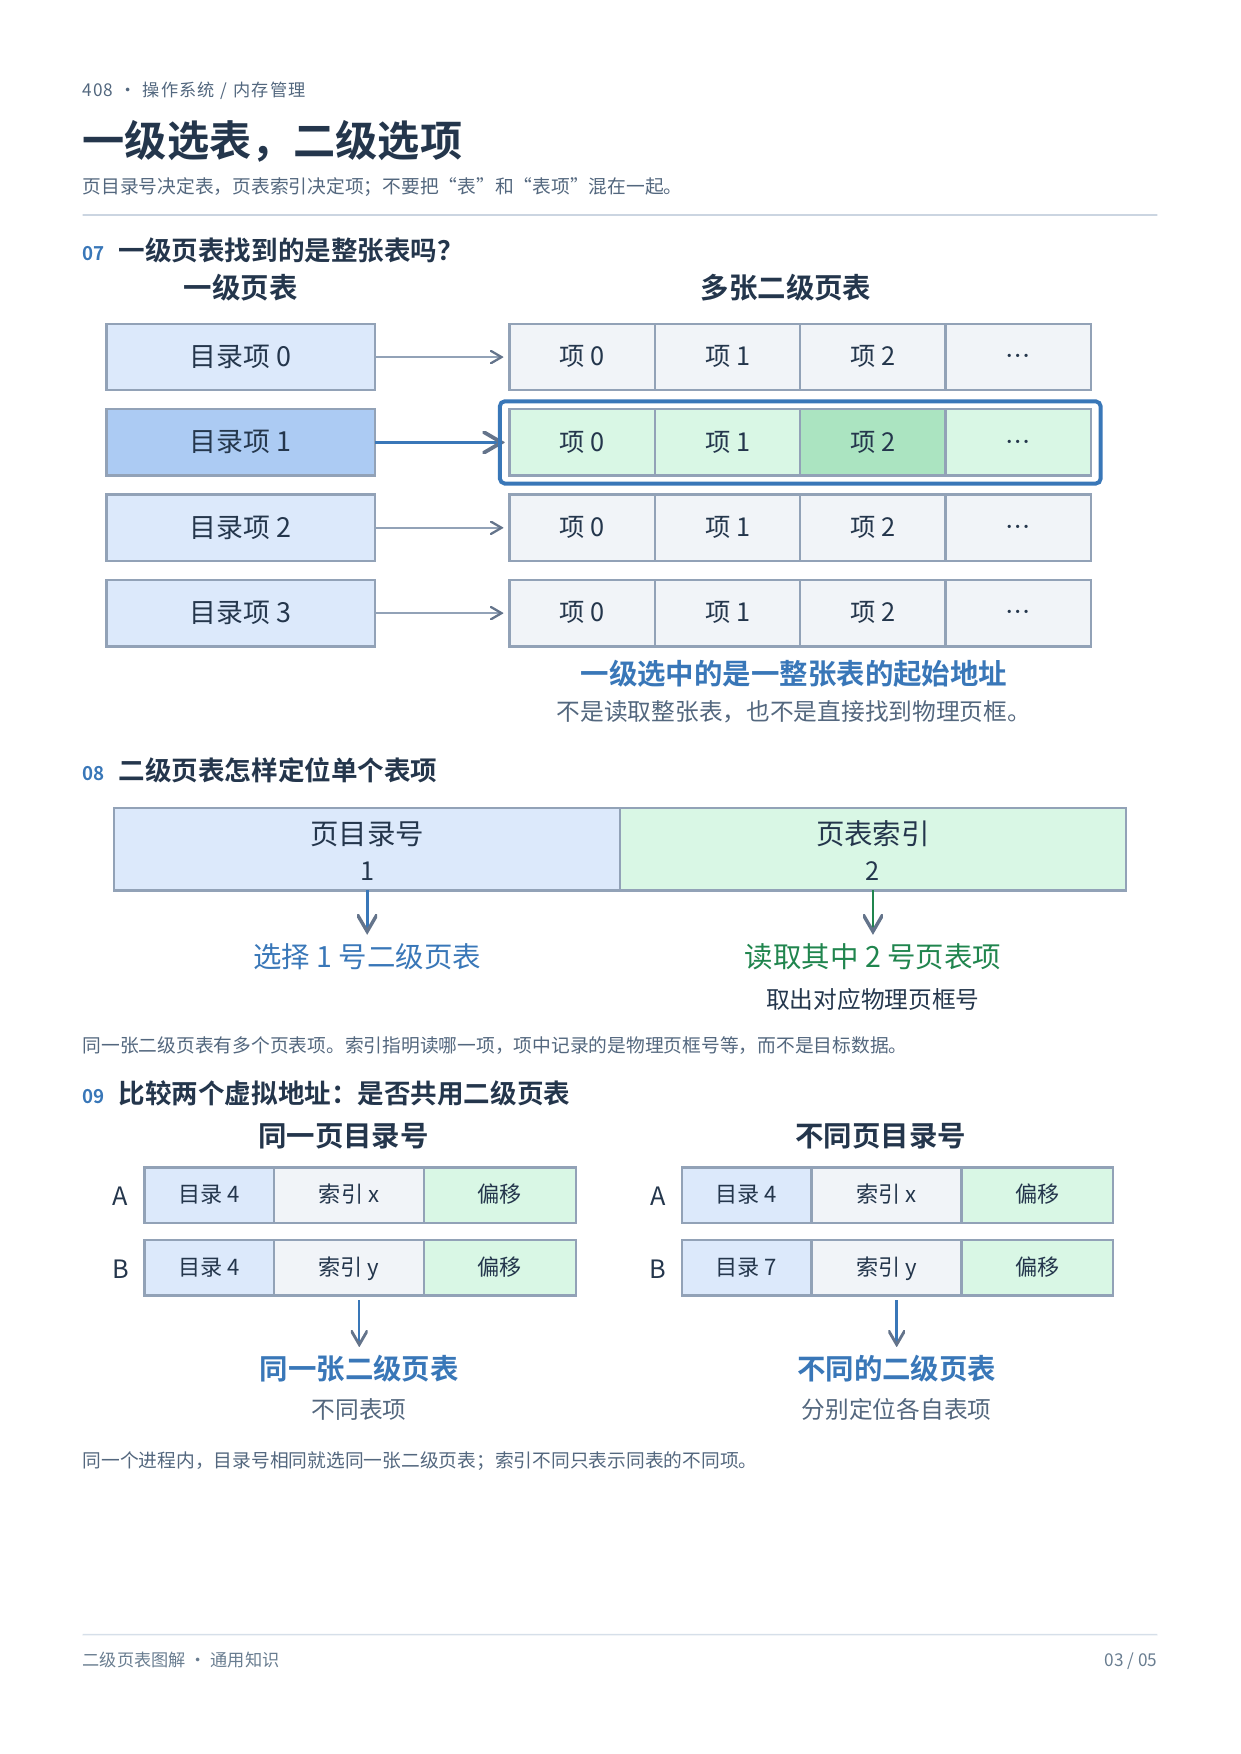 408 · 操作系统 / 内存管理
一级选表，二级选项
页目录号决定表，页表索引决定项；不要把“表”和“表项”混在一起。
07 一级页表找到的是整张表吗？
一级页表 多张二级页表
目录项 0 项 0 项 1 项 2 …
目录项 1 项 0 项 1 项 2 …
目录项 2 项 0 项 1 项 2 …
目录项 3 项 0 项 1 项 2 …
一级选中的是一整张表的起始地址
不是读取整张表，也不是直接找到物理页框。
08 二级页表怎样定位单个表项
页目录号 页表索引
1 2
选择 1 号二级页表 读取其中 2 号页表项
取出对应物理页框号
同一张二级页表有多个页表项。索引指明读哪一项，项中记录的是物理页框号等，而不是目标数据。
09 比较两个虚拟地址：是否共用二级页表
同一页目录号 不同页目录号
A 目录 4 索引 x 偏移 A 目录 4 索引 x 偏移
B 目录 4 索引 y 偏移 B 目录 7 索引 y 偏移
同一张二级页表 不同的二级页表
不同表项 分别定位各自表项
同一个进程内，目录号相同就选同一张二级页表；索引不同只表示同表的不同项。
二级页表图解 · 通用知识 03 / 05